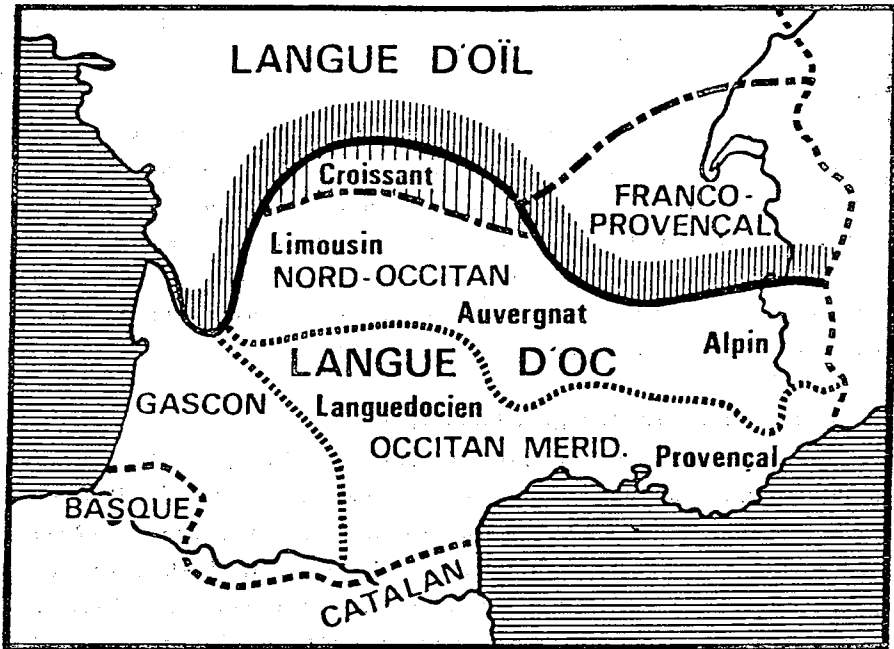 LANGUE D'OÏL
Croissant
FRANCO-
PROVENÇAL
Limousin
NORD-OCCITAN
Auvergnat
Alpin
LANGUE D'OC
GASCON
Languedocien
OCCITAN MERID.
Provençal
BASQUE
CATALAN